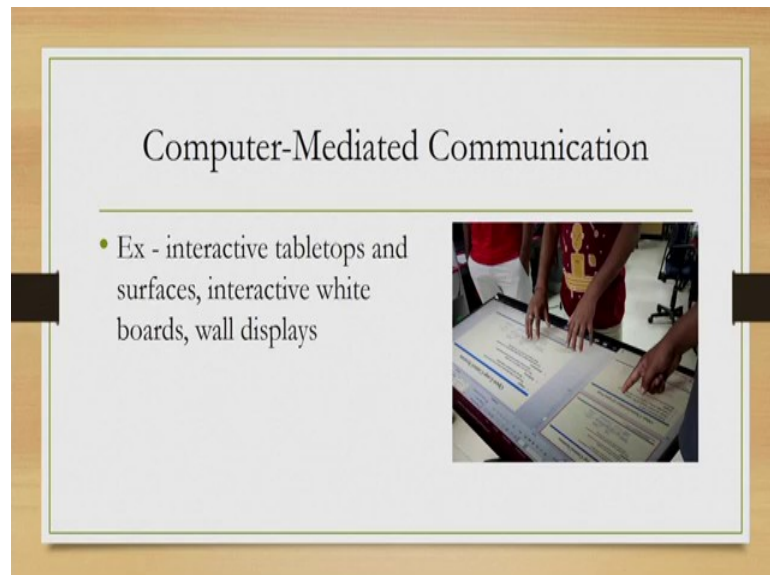 Computer-Mediated Communication
• Ex - interactive tabletops and
surfaces, interactive white
boards, wall displays